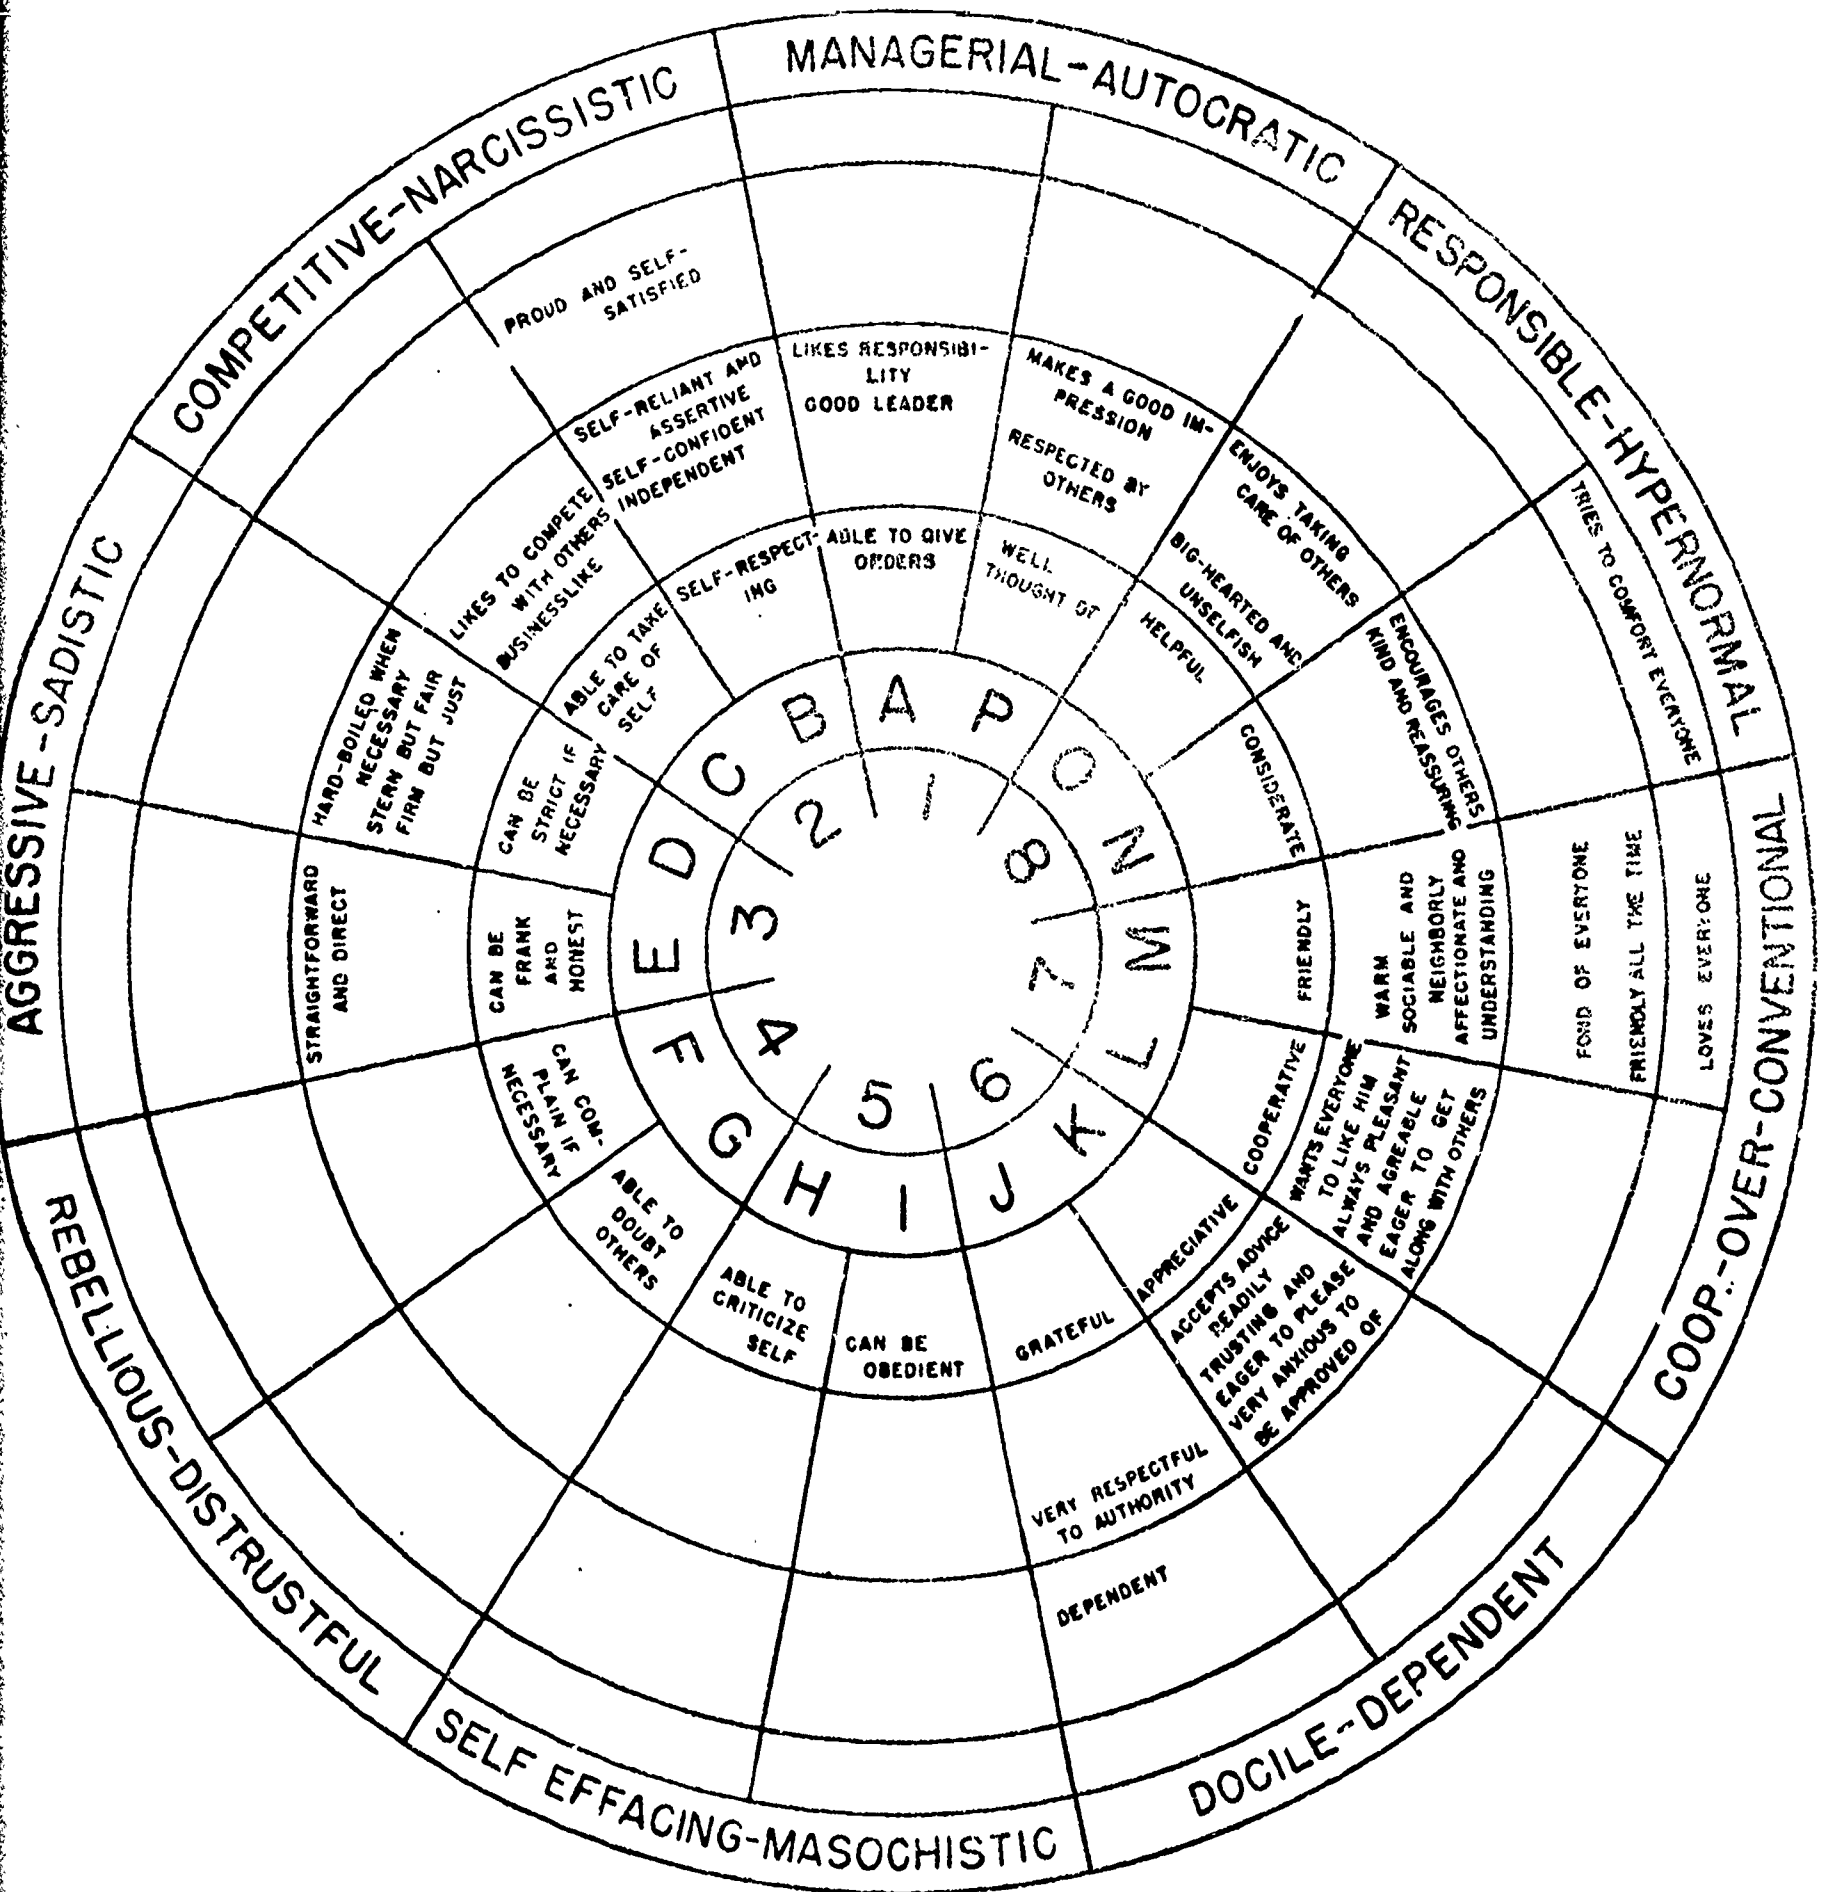 MANAGERIAL-AUTOCRATIC
RESPONSIBLE-HYPERNORMAL
COOP.-OVER-CONVENTIONAL
DOCILE-DEPENDENT
SELF EFFACING-MASOCHISTIC
REBELLIOUS-DISTRUSTFUL
AGGRESSIVE-SADISTIC
COMPETITIVE-NARCISSISTIC
LIKES RESPONSIBI-
LITY
GOOD LEADER
ABLE TO GIVE
ORDERS
MAKES A GOOD IM-
PRESSION
RESPECTED BY
OTHERS
WELL
THOUGHT OF
ENJOYS TAKING
CARE OF OTHERS
BIG-HEARTED AND
UNSELFISH
HELPFUL
TRIES TO COMFORT EVERYONE
ENCOURAGES OTHERS
KIND AND REASSURING
CONSIDERATE
FRIENDLY
WARM
SOCIABLE AND
NEIGHBORLY
AFFECTIONATE AND
UNDERSTANDING
FOND OF EVERYONE
FRIENDLY ALL THE TIME
LOVES EVERYONE
COOPERATIVE
WANTS EVERYONE
TO LIKE HIM
ALWAYS PLEASANT
AND AGREEABLE
EAGER TO GET
ALONG WITH OTHERS
APPRECIATIVE
ACCEPTS ADVICE
READILY
TRUSTING AND
EAGER TO PLEASE
VERY ANXIOUS TO
BE APPROVED OF
GRATEFUL
VERY RESPECTFUL
TO AUTHORITY
DEPENDENT
CAN BE
OBEDIENT
ABLE TO
CRITICIZE
SELF
ABLE TO
DOUBT
OTHERS
CAN COM-
PLAIN IF
NECESSARY
CAN BE
FRANK
AND
HONEST
STRAIGHTFORWARD
AND DIRECT
CAN BE
STRICT IF
NECESSARY
HARD-BOILED WHEN
NECESSARY
STERN BUT FAIR
FIRM BUT JUST
ABLE TO TAKE
CARE OF
SELF
LIKES TO COMPETE
WITH OTHERS
BUSINESSLIKE
SELF-RESPECT-
ING
SELF-RELIANT AND
ASSERTIVE
SELF-CONFIDENT
INDEPENDENT
PROUD AND SELF-
SATISFIED
A
P
O
N
M
L
K
J
I
H
G
F
E
D
C
B
1
2
3
4
5
6
7
8